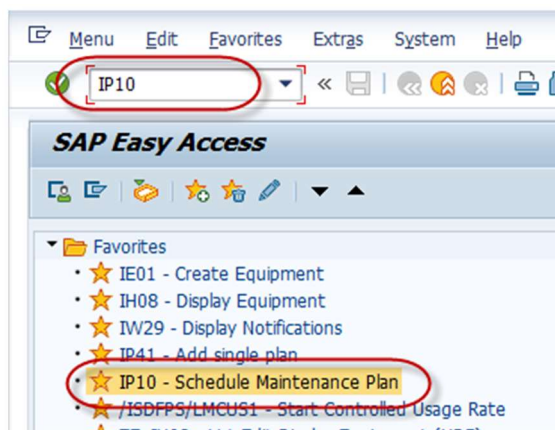 Menu Edit Favorites Extras System Help
IP10
SAP Easy Access
Favorites
IE01 - Create Equipment
IH08 - Display Equipment
IW29 - Display Notifications
IP41 - Add single plan
IP10 - Schedule Maintenance Plan
/ISDFPS/LMCUS1 - Start Controlled Usage Rate